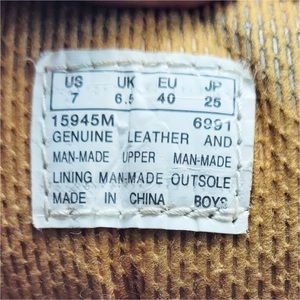 US UK EU JP
7 6.5 40 25
15945M 6991
GENUINE LEATHER AND
MAN-MADE UPPER MAN-MADE
LINING MAN-MADE OUTSOLE
MADE IN CHINA BOYS